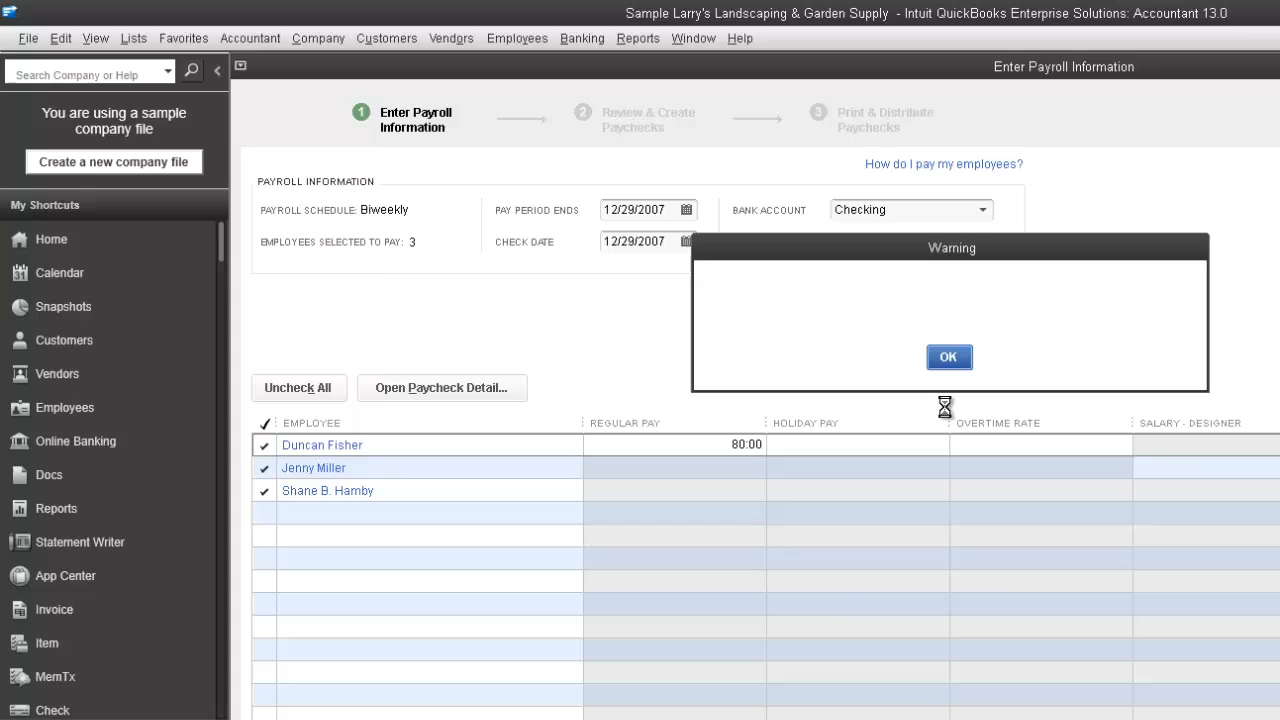 Sample Larry's Landscaping & Garden Supply - Intuit QuickBooks Enterprise Solutions: Accountant 13.0
File Edit View Lists Favorites Accountant Company Customers Vendors Employees Banking Reports Window Help
Search Company or Help
Enter Payroll Information
You are using a sample
company file
Create a new company file
My Shortcuts
Home
Calendar
Snapshots
Customers
Vendors
Employees
Online Banking
Docs
Reports
Statement Writer
App Center
Invoice
Item
MemTx
Check
1 Enter Payroll
Information
2 Review & Create
Paychecks
3 Print & Distribute
Paychecks
How do I pay my employees?
PAYROLL INFORMATION
PAYROLL SCHEDULE: Biweekly
PAY PERIOD ENDS 12/29/2007
BANK ACCOUNT Checking
EMPLOYEES SELECTED TO PAY: 3
CHECK DATE 12/29/2007
Warning
OK
Uncheck All
Open Paycheck Detail...
EMPLOYEE REGULAR PAY HOLIDAY PAY OVERTIME RATE SALARY - DESIGNER
Duncan Fisher 80:00
Jenny Miller
Shane B. Hamby